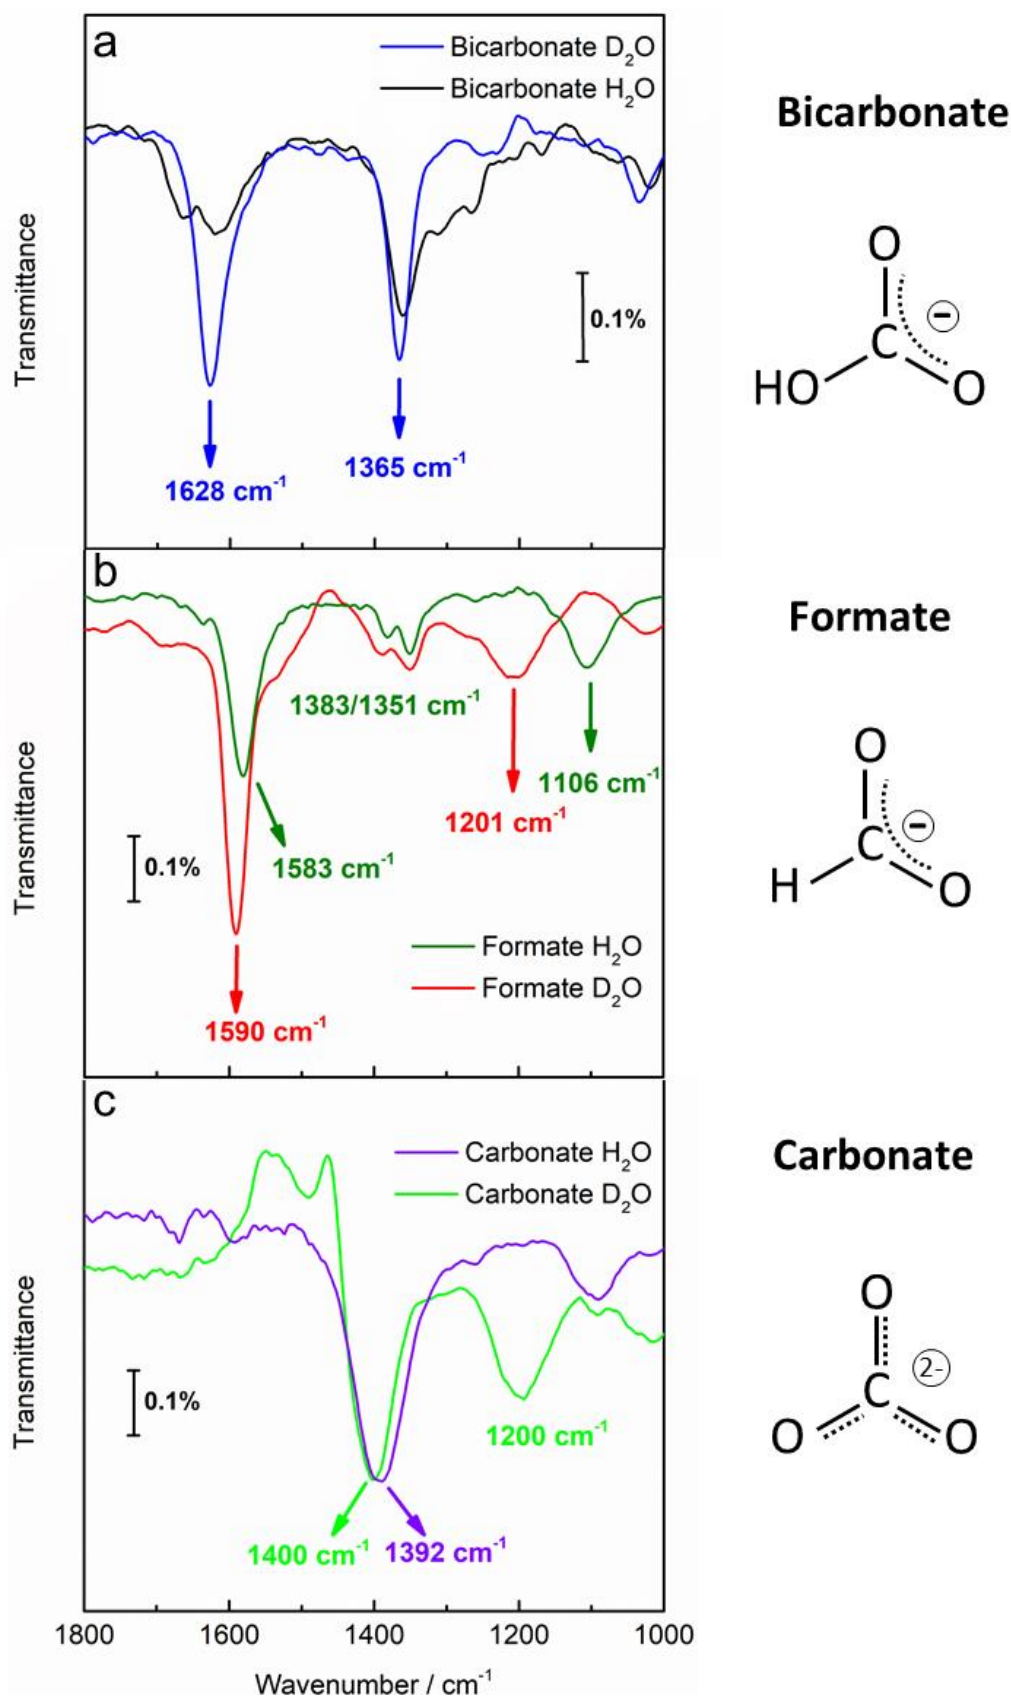 a
Bicarbonate D₂O
Bicarbonate H₂O
Transmittance
0.1%
1628 cm⁻¹
1365 cm⁻¹
Bicarbonate
O
C
−
HO
O
b
Transmittance
1383/1351 cm⁻¹
1106 cm⁻¹
1201 cm⁻¹
0.1%
1583 cm⁻¹
Formate H₂O
Formate D₂O
1590 cm⁻¹
Formate
O
C
−
H
O
c
Carbonate H₂O
Carbonate D₂O
Transmittance
0.1%
1200 cm⁻¹
1400 cm⁻¹
1392 cm⁻¹
Carbonate
O
2-
C
O
O
1800 1600 1400 1200 1000
Wavenumber / cm⁻¹